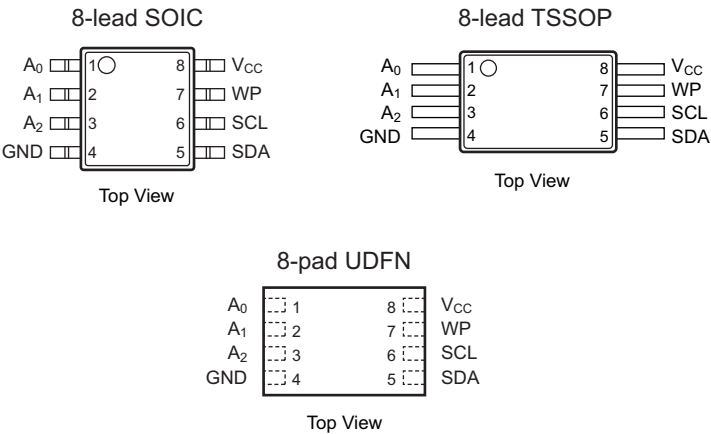 8-lead SOIC
A₀ 1 8 V_CC
A₁ 2 7 WP
A₂ 3 6 SCL
GND 4 5 SDA
Top View
8-lead TSSOP
A₀ 1 8 V_CC
A₁ 2 7 WP
A₂ 3 6 SCL
GND 4 5 SDA
Top View
8-pad UDFN
A₀ 1 8 V_CC
A₁ 2 7 WP
A₂ 3 6 SCL
GND 4 5 SDA
Top View